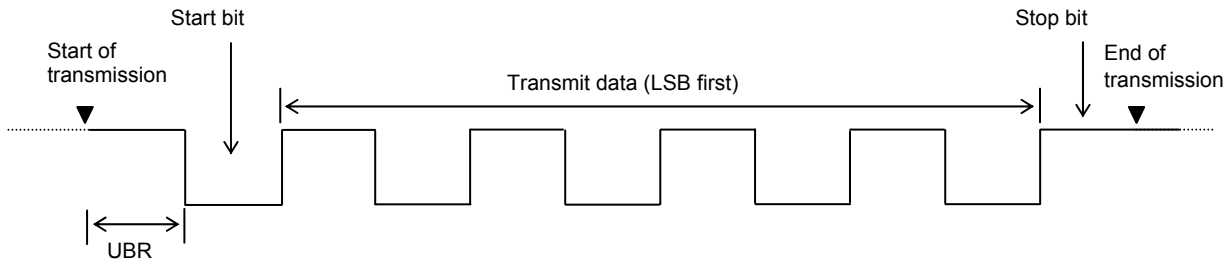 Start bit
Stop bit
Start of
transmission
End of
transmission
Transmit data (LSB first)
UBR